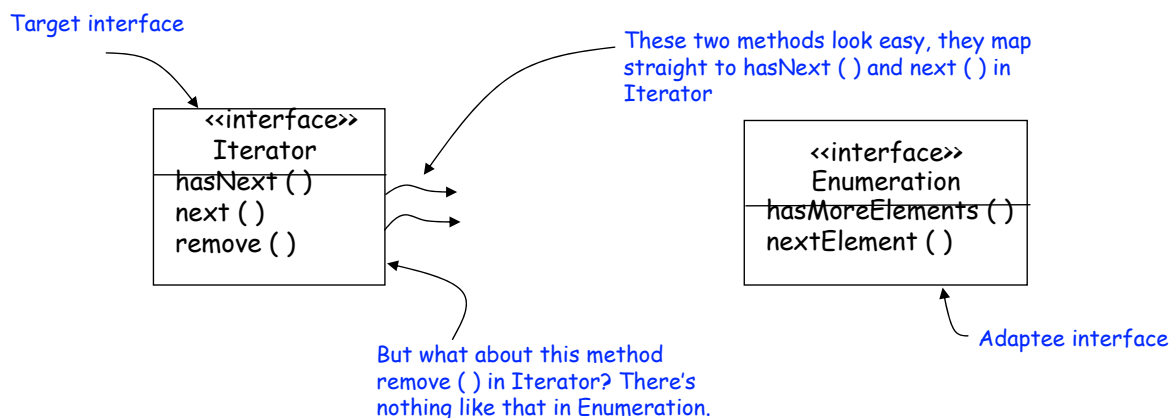 Target interface
These two methods look easy, they map
straight to hasNext ( ) and next ( ) in
Iterator
<<interface>>
Iterator
hasNext ( )
next ( )
remove ( )
<<interface>>
Enumeration
hasMoreElements ( )
nextElement ( )
Adaptee interface
But what about this method
remove ( ) in Iterator? There's
nothing like that in Enumeration.